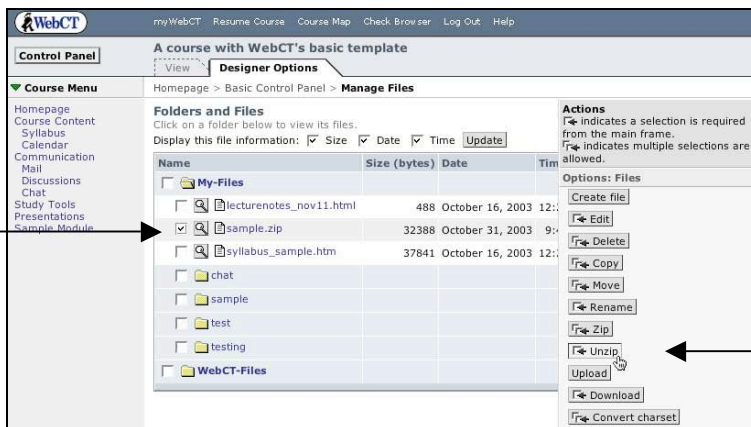 WebCT
myWebCT Resume Course Course Map Check Browser Log Out Help
Control Panel
A course with WebCT's basic template
View Designer Options
Course Menu
Homepage > Basic Control Panel > Manage Files
Homepage
Course Content
Syllabus
Calendar
Communication
Mail
Discussions
Chat
Study Tools
Presentations
Sample Module
Folders and Files
Click on a folder below to view its files.
Display this file information: Size Date Time Update
Name Size (bytes) Date Tim
My-Files
lecturenotes_nov11.html 488 October 16, 2003 12:
sample.zip 32388 October 31, 2003 9:
syllabus_sample.htm 37841 October 16, 2003 12:
chat
sample
test
testing
WebCT-Files
Actions
indicates a selection is required
from the main frame.
indicates multiple selections are
allowed.
Options: Files
Create file
Edit
Delete
Copy
Move
Rename
Zip
Unzip
Upload
Download
Convert charset